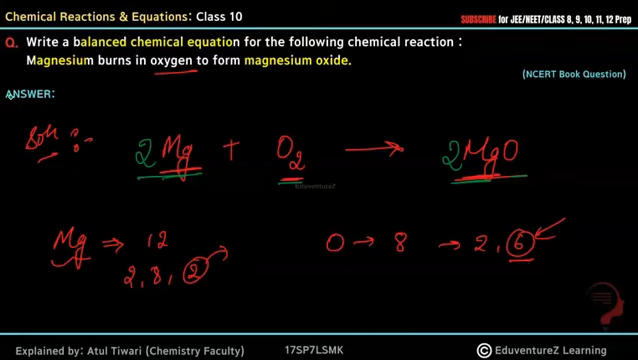 Chemical Reactions & Equations: Class 10
SUBSCRIBE for JEE/NEET/CLASS 8, 9, 10, 11, 12 Prep
Q. Write a balanced chemical equation for the following chemical reaction :
Magnesium burns in oxygen to form magnesium oxide.
(NCERT Book Question)
ANSWER:
Soln :-
2Mg + O2 → 2MgO
EduventureZ
Mg ⇒ 12
O → 8 → 2, 6
2, 8, 2
Explained by: Atul Tiwari (Chemistry Faculty)
17SP7LSMK
© EduventureZ Learning